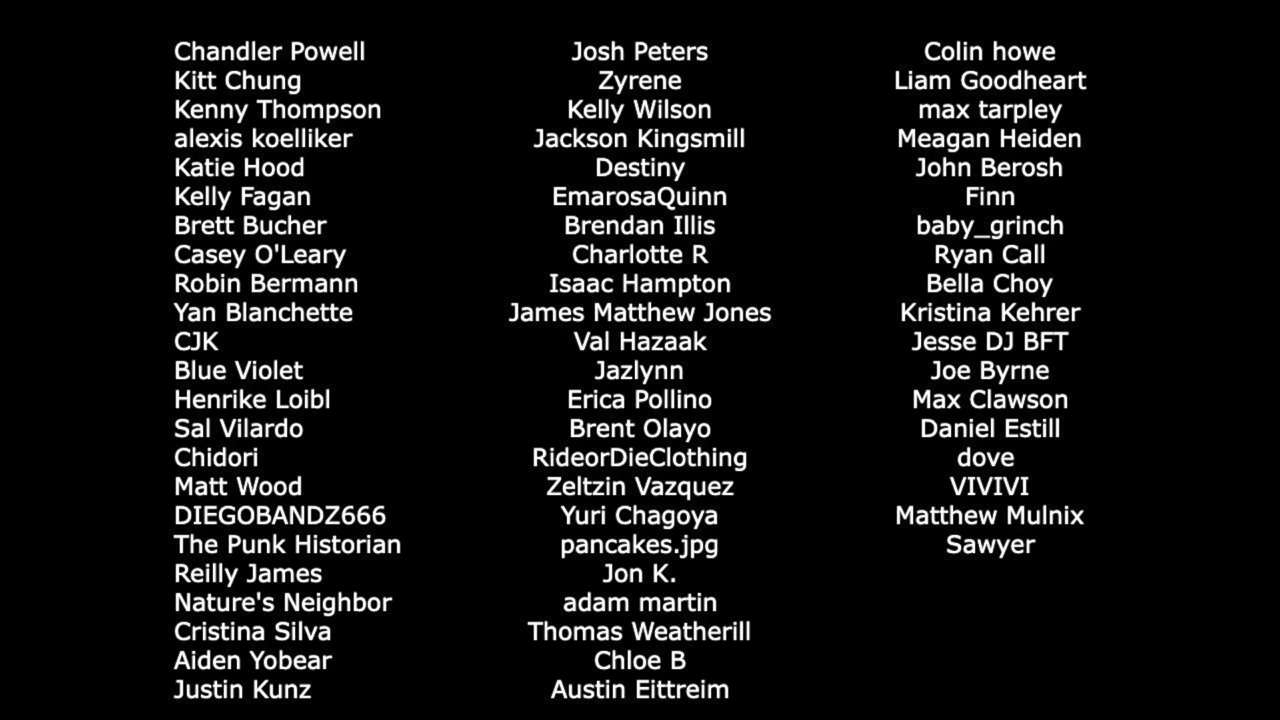 Chandler Powell
Kitt Chung
Kenny Thompson
alexis koelliker
Katie Hood
Kelly Fagan
Brett Bucher
Casey O'Leary
Robin Bermann
Yan Blanchette
CJK
Blue Violet
Henrike Loibl
Sal Vilardo
Chidori
Matt Wood
DIEGOBANDZ666
The Punk Historian
Reilly James
Nature's Neighbor
Cristina Silva
Aiden Yobear
Justin Kunz
Josh Peters
Zyrene
Kelly Wilson
Jackson Kingsmill
Destiny
EmarosaQuinn
Brendan Illis
Charlotte R
Isaac Hampton
James Matthew Jones
Val Hazaak
Jazlynn
Erica Pollino
Brent Olayo
RideorDieClothing
Zeltzin Vazquez
Yuri Chagoya
pancakes.jpg
Jon K.
adam martin
Thomas Weatherill
Chloe B
Austin Eittreim
Colin howe
Liam Goodheart
max tarpley
Meagan Heiden
John Berosh
Finn
baby_grinch
Ryan Call
Bella Choy
Kristina Kehrer
Jesse DJ BFT
Joe Byrne
Max Clawson
Daniel Estill
dove
VIVIVI
Matthew Mulnix
Sawyer